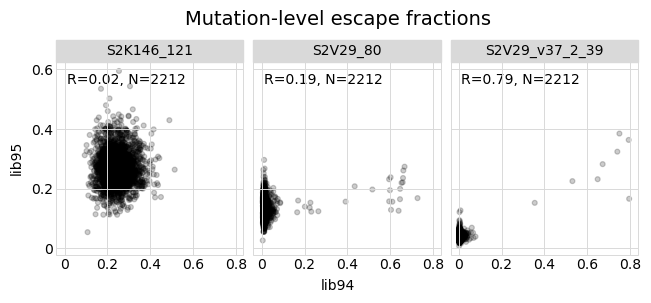 Mutation-level escape fractions
S2K146_121 S2V29_80 S2V29_v37_2_39
R=0.02, N=2212 R=0.19, N=2212 R=0.79, N=2212
0.6
0.4
0.2
0
lib95
0 0.2 0.4 0.6 0.8 0 0.2 0.4 0.6 0.8 0 0.2 0.4 0.6 0.8
lib94